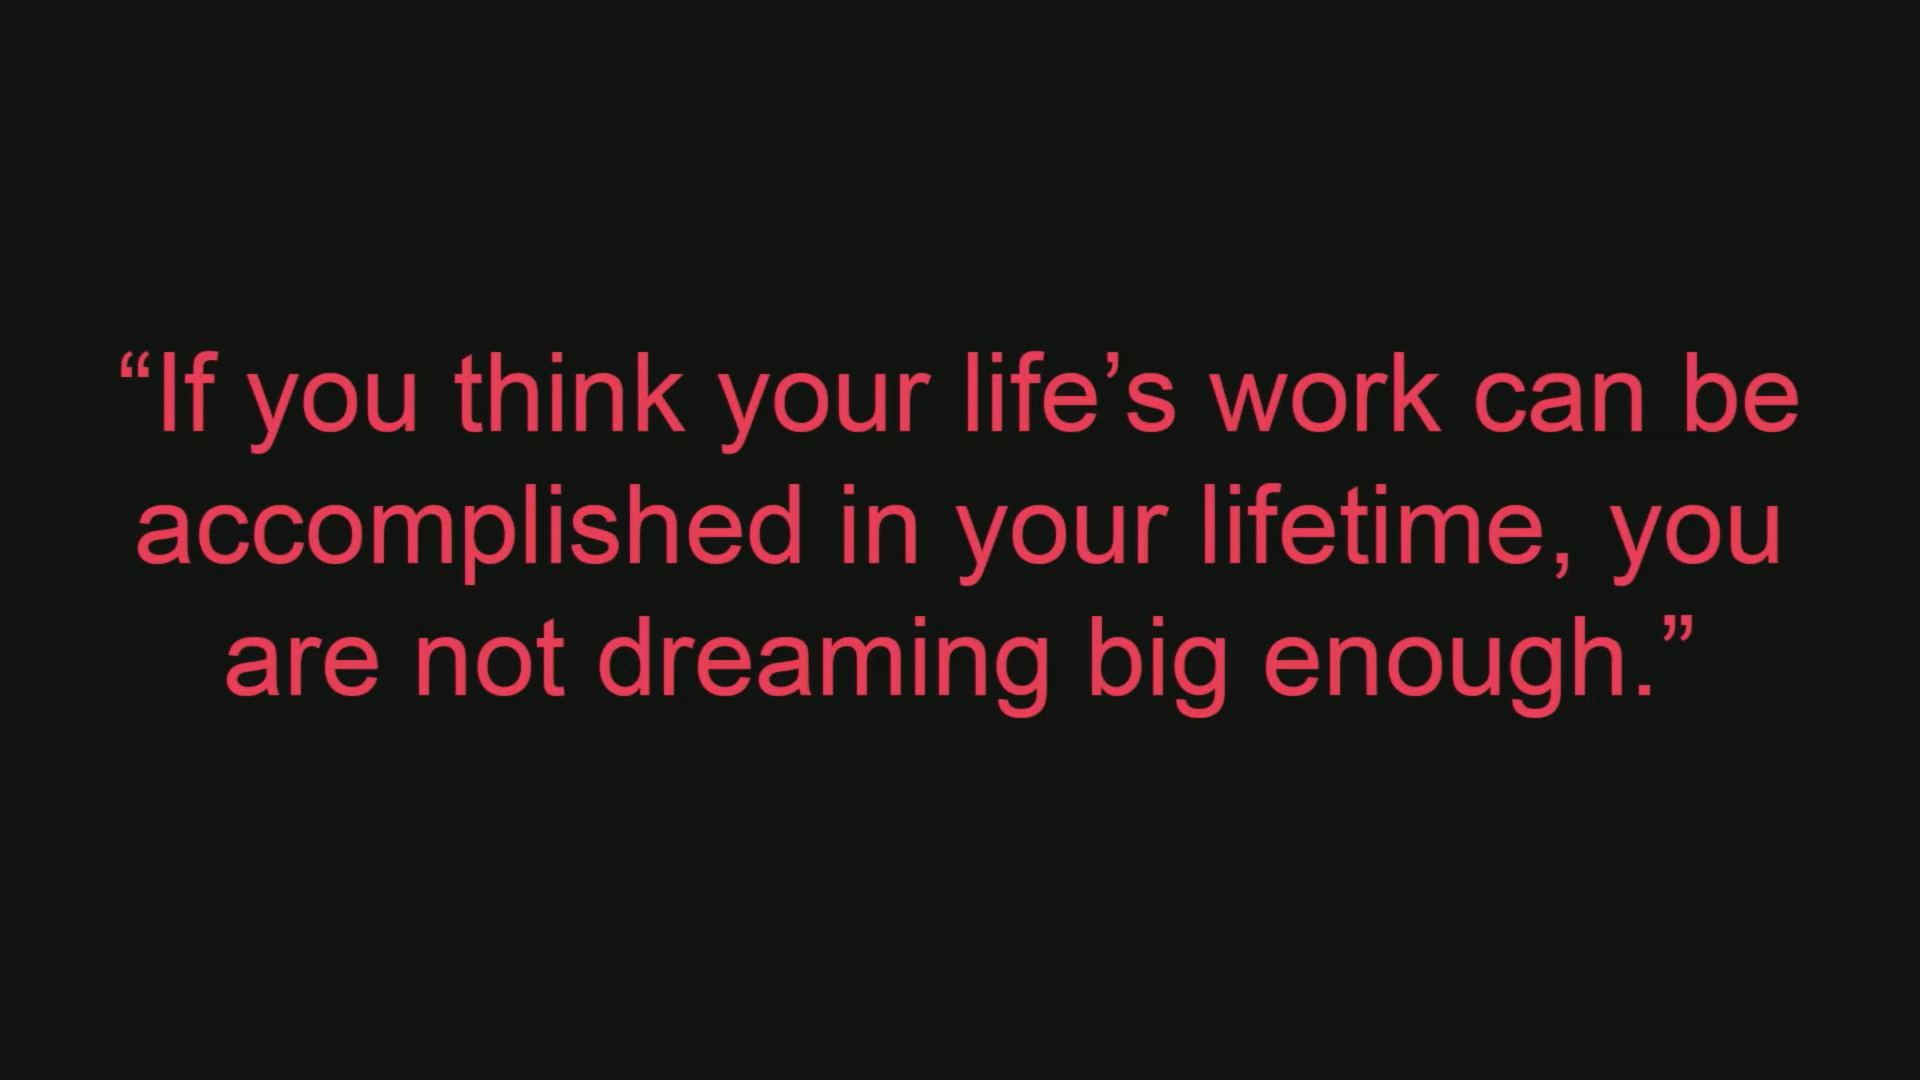 “If you think your life’s work can be
accomplished in your lifetime, you
are not dreaming big enough.”